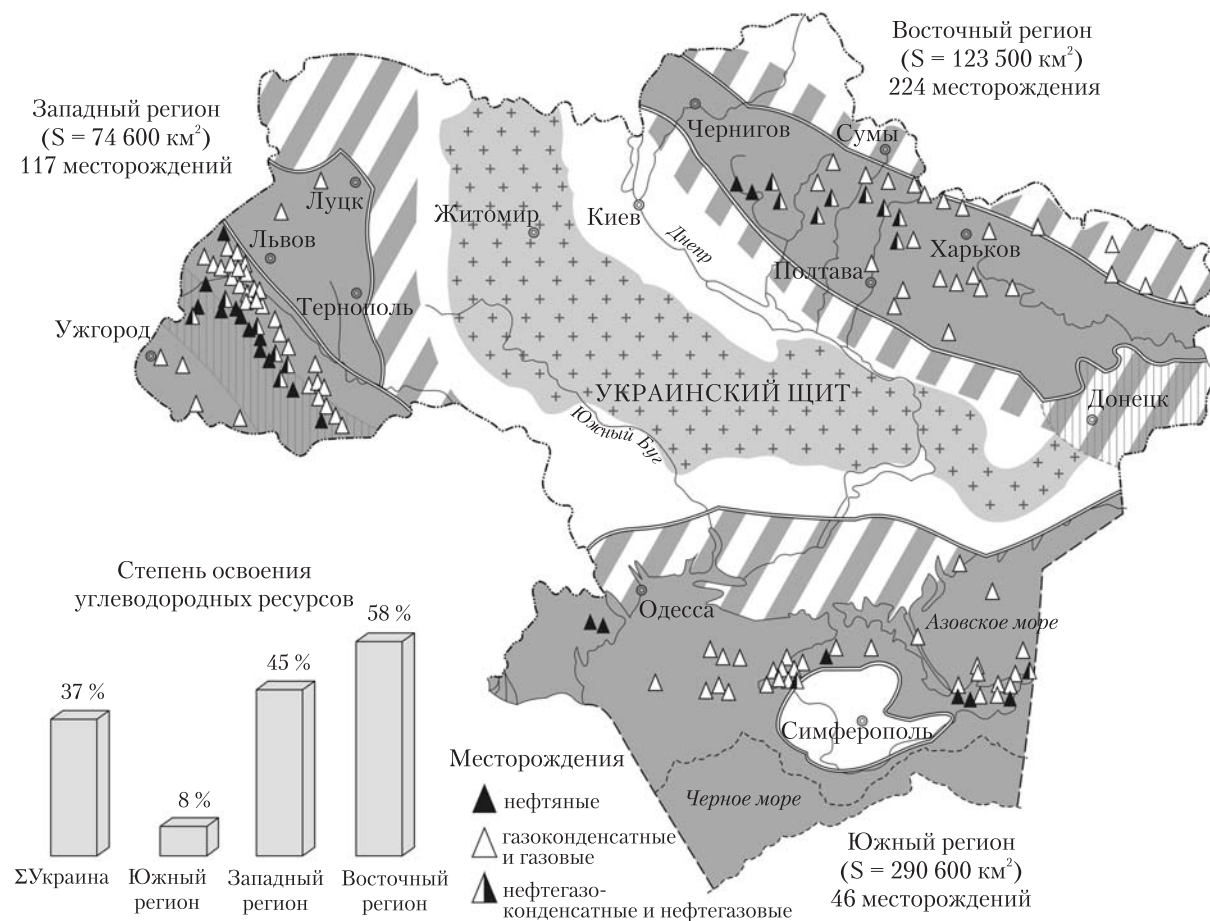 Восточный регион
(S = 123 500 км²)
224 месторождения
Западный регион
(S = 74 600 км²)
117 месторождений
Чернигов
Сумы
Луцк
Житомир
Киев
Днепр
Харьков
Львов
Полтава
Тернополь
Ужгород
УКРАИНСКИЙ ЩИТ
Донецк
Южный Буг
Степень освоения
углеводородных ресурсов
58 %
45 %
37 %
8 %
ΣУкраина
Южный
регион
Западный
регион
Восточный
регион
Одесса
Азовское море
Симферополь
Черное море
Месторождения
нефтяные
газоконденсатные
и газовые
нефтегазо-
конденсатные и нефтегазовые
Южный регион
(S = 290 600 км²)
46 месторождений